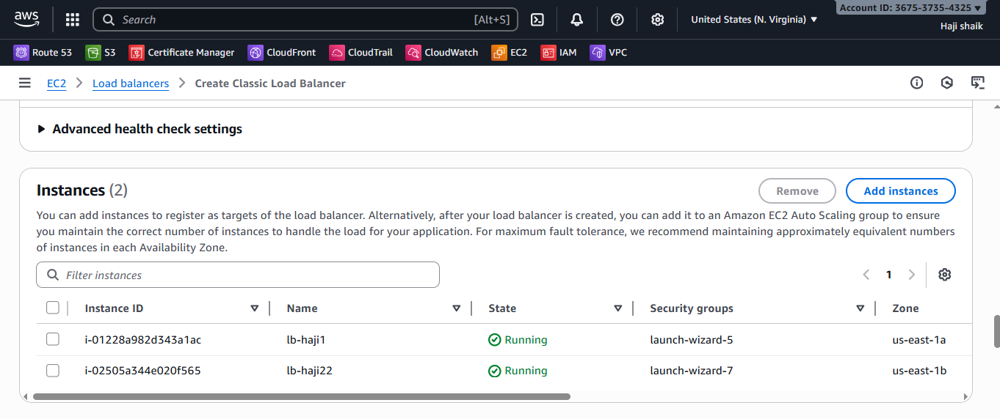 aws
Search [Alt+S]
United States (N. Virginia) ▼
Account ID: 3675-3735-4325 ▼
Haji shaik
Route 53 S3 Certificate Manager CloudFront CloudTrail CloudWatch EC2 IAM VPC
EC2 > Load balancers > Create Classic Load Balancer
Advanced health check settings
Instances (2)
Remove Add instances
You can add instances to register as targets of the load balancer. Alternatively, after your load balancer is created, you can add it to an Amazon EC2 Auto Scaling group to ensure
you maintain the correct number of instances to handle the load for your application. For maximum fault tolerance, we recommend maintaining approximately equivalent numbers
of instances in each Availability Zone.
Filter instances
1
Instance ID Name State Security groups Zone
i-01228a982d343a1ac lb-haji1 Running launch-wizard-5 us-east-1a
i-02505a344e020f565 lb-haji22 Running launch-wizard-7 us-east-1b